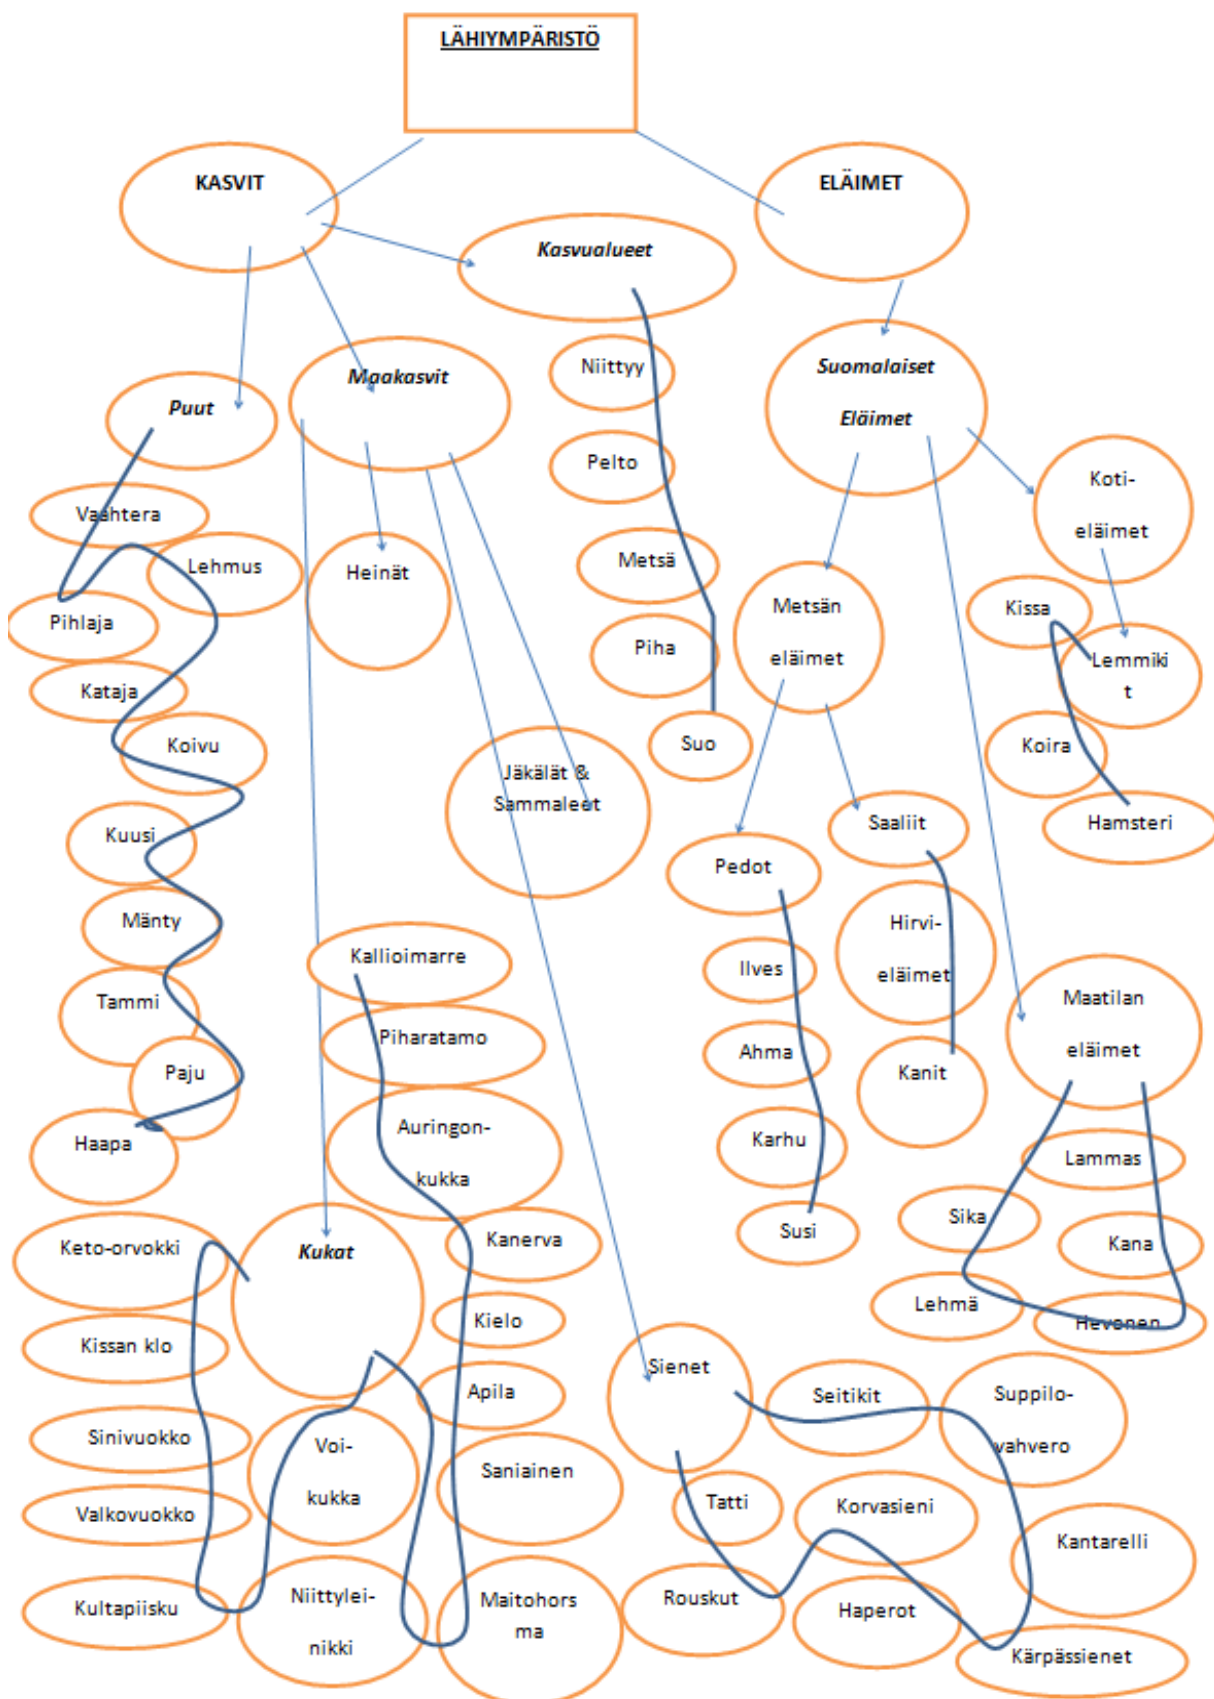 LÄHIYMPÄRISTÖ
KASVIT
ELÄIMET
Kasvualueet
Puut
Maakasvit
Niittyy
Pelto
Metsä
Piha
Suo
Suomalaiset
Eläimet
Koti-
eläimet
Vaahtera
Lehmus
Pihlaja
Kataja
Koivu
Kuusi
Mänty
Tammi
Paju
Haapa
Heinät
Jäkälät &
Sammaleet
Metsän
eläimet
Kissa
Lemmiki
t
Koira
Hamsteri
Pedot
Saaliit
Ilves
Ahma
Karhu
Susi
Hirvi-
eläimet
Kanit
Maatilan
eläimet
Lammas
Sika
Kana
Lehmä
Hevonen
Kallioimarre
Piharatamo
Auringon-
kukka
Kanerva
Kielo
Apila
Saniainen
Maitohors
ma
Kukat
Keto-orvokki
Kissan klo
Sinivuokko
Valkovuokko
Kultapiisku
Voi-
kukka
Niittylei-
nikki
Sienet
Seitikit
Suppilo-
vahvero
Tatti
Korvasieni
Kantarelli
Rouskut
Haperot
Kärpässienet